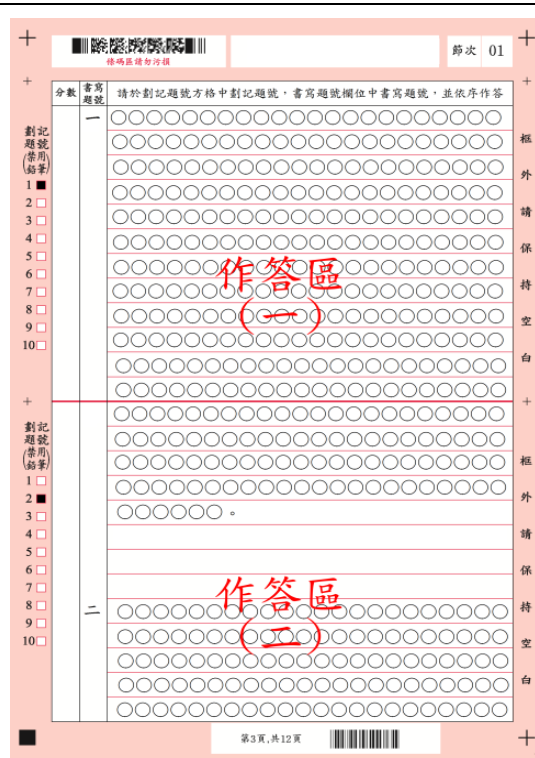 條碼區請勿污損
節次 01
分數 書寫題號 請於劃記題號方格中劃記題號，書寫題號欄位中書寫題號，並依序作答
一 ○○○○○○○○○○○○○○○○○○○○○○
劃記題號
(禁用鉛筆)
1 ■
2 □
3 □
4 □
5 □
6 □
7 □
8 □
9 □
10 □
作答區
(一)
框外請保持空白
劃記題號
(禁用鉛筆)
1 □
2 ■
3 □
4 □
5 □
6 □
7 □
8 □
9 □
10 □
○○○○○○。
二
作答區
(二)
框外請保持空白
第3頁,共12頁